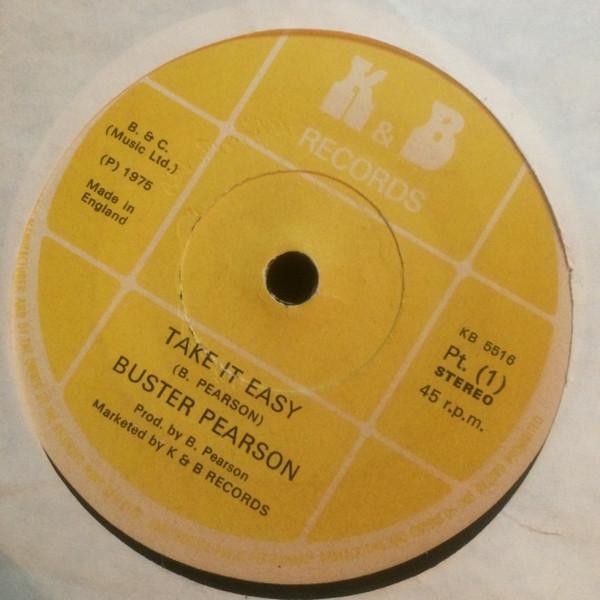 K & B
RECORDS
B. & C.
(Music Ltd.)
(P) 1975
Made in
England
KB 5516
Pt. (1)
STEREO
45 r.p.m.
TAKE IT EASY
(B. PEARSON)
BUSTER PEARSON
Prod. by B. Pearson
Marketed by K & B RECORDS